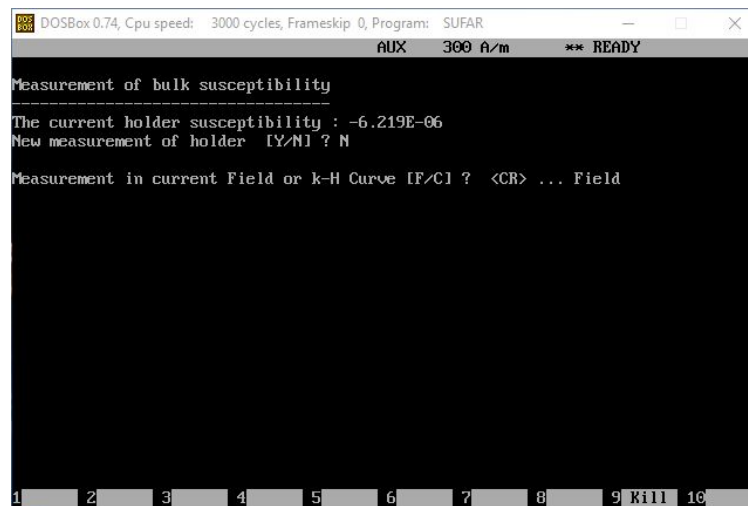 DOSBox 0.74, Cpu speed: 3000 cycles, Frameskip 0, Program: SUFAR
AUX 300 A/m ** READY
Measurement of bulk susceptibility
----------------------------------
The current holder susceptibility : -6.219E-06
New measurement of holder [Y/N] ? N
Measurement in current Field or k-H Curve [F/C] ? <CR> ... Field
1 2 3 4 5 6 7 8 9 Kill 10